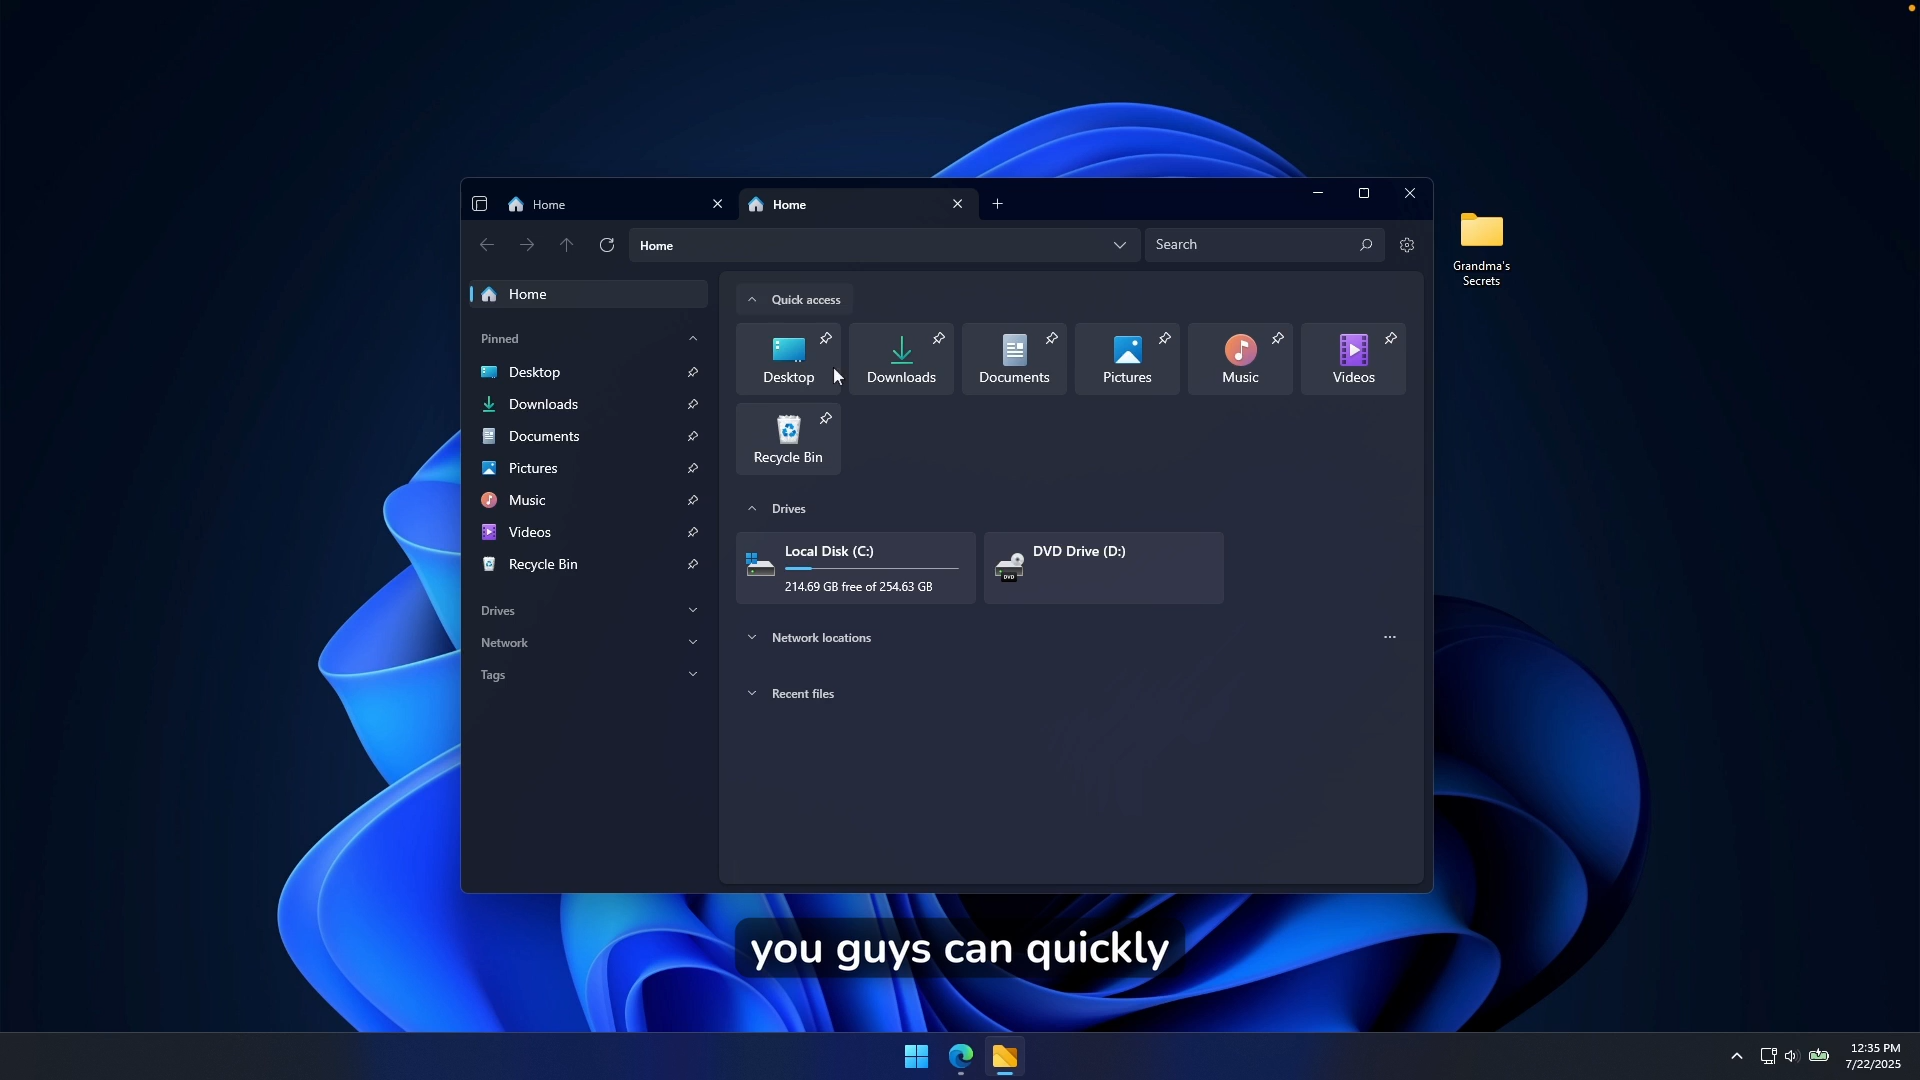 Home
Home
Home
Search
Grandma's
Secrets
Home
Pinned
Desktop
Downloads
Documents
Pictures
Music
Videos
Recycle Bin
Drives
Network
Tags
Quick access
Desktop
Downloads
Documents
Pictures
Music
Videos
Recycle Bin
Drives
Local Disk (C:)
214.69 GB free of 254.63 GB
DVD
DVD Drive (D:)
Network locations
Recent files
you guys can quickly
12:35 PM
7/22/2025